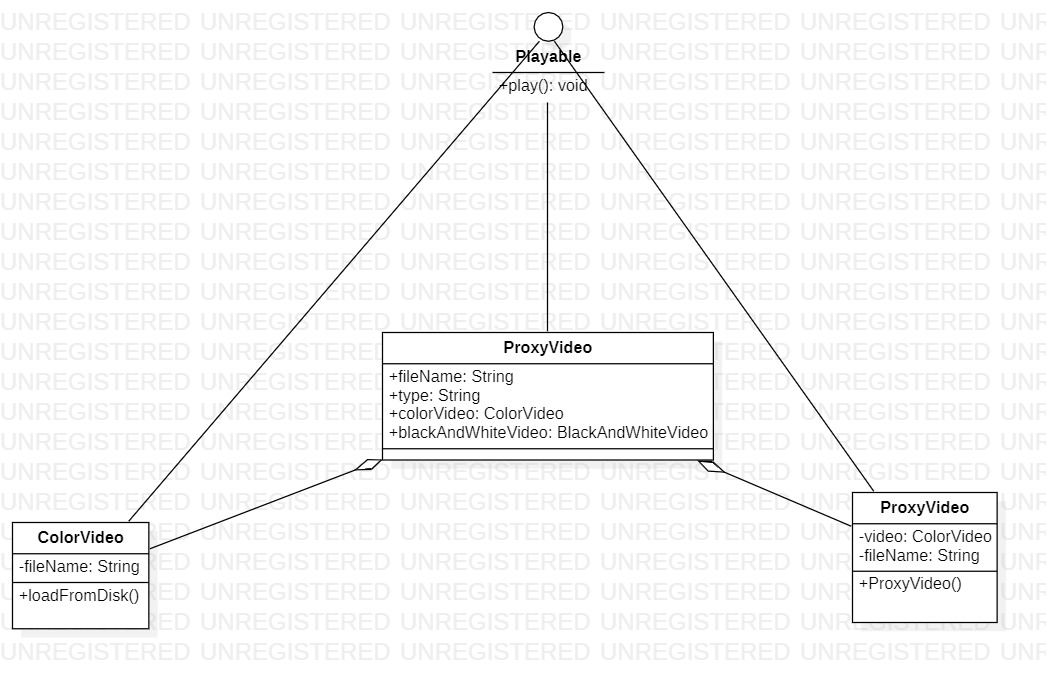 Playable
+play(): void
ProxyVideo
+fileName: String
+type: String
+colorVideo: ColorVideo
+blackAndWhiteVideo: BlackAndWhiteVideo
ColorVideo
-fileName: String
+loadFromDisk()
ProxyVideo
-video: ColorVideo
-fileName: String
+ProxyVideo()
UNREGISTERED UNREGISTERED UNREGISTERED UNREGISTERED UNREGISTERED